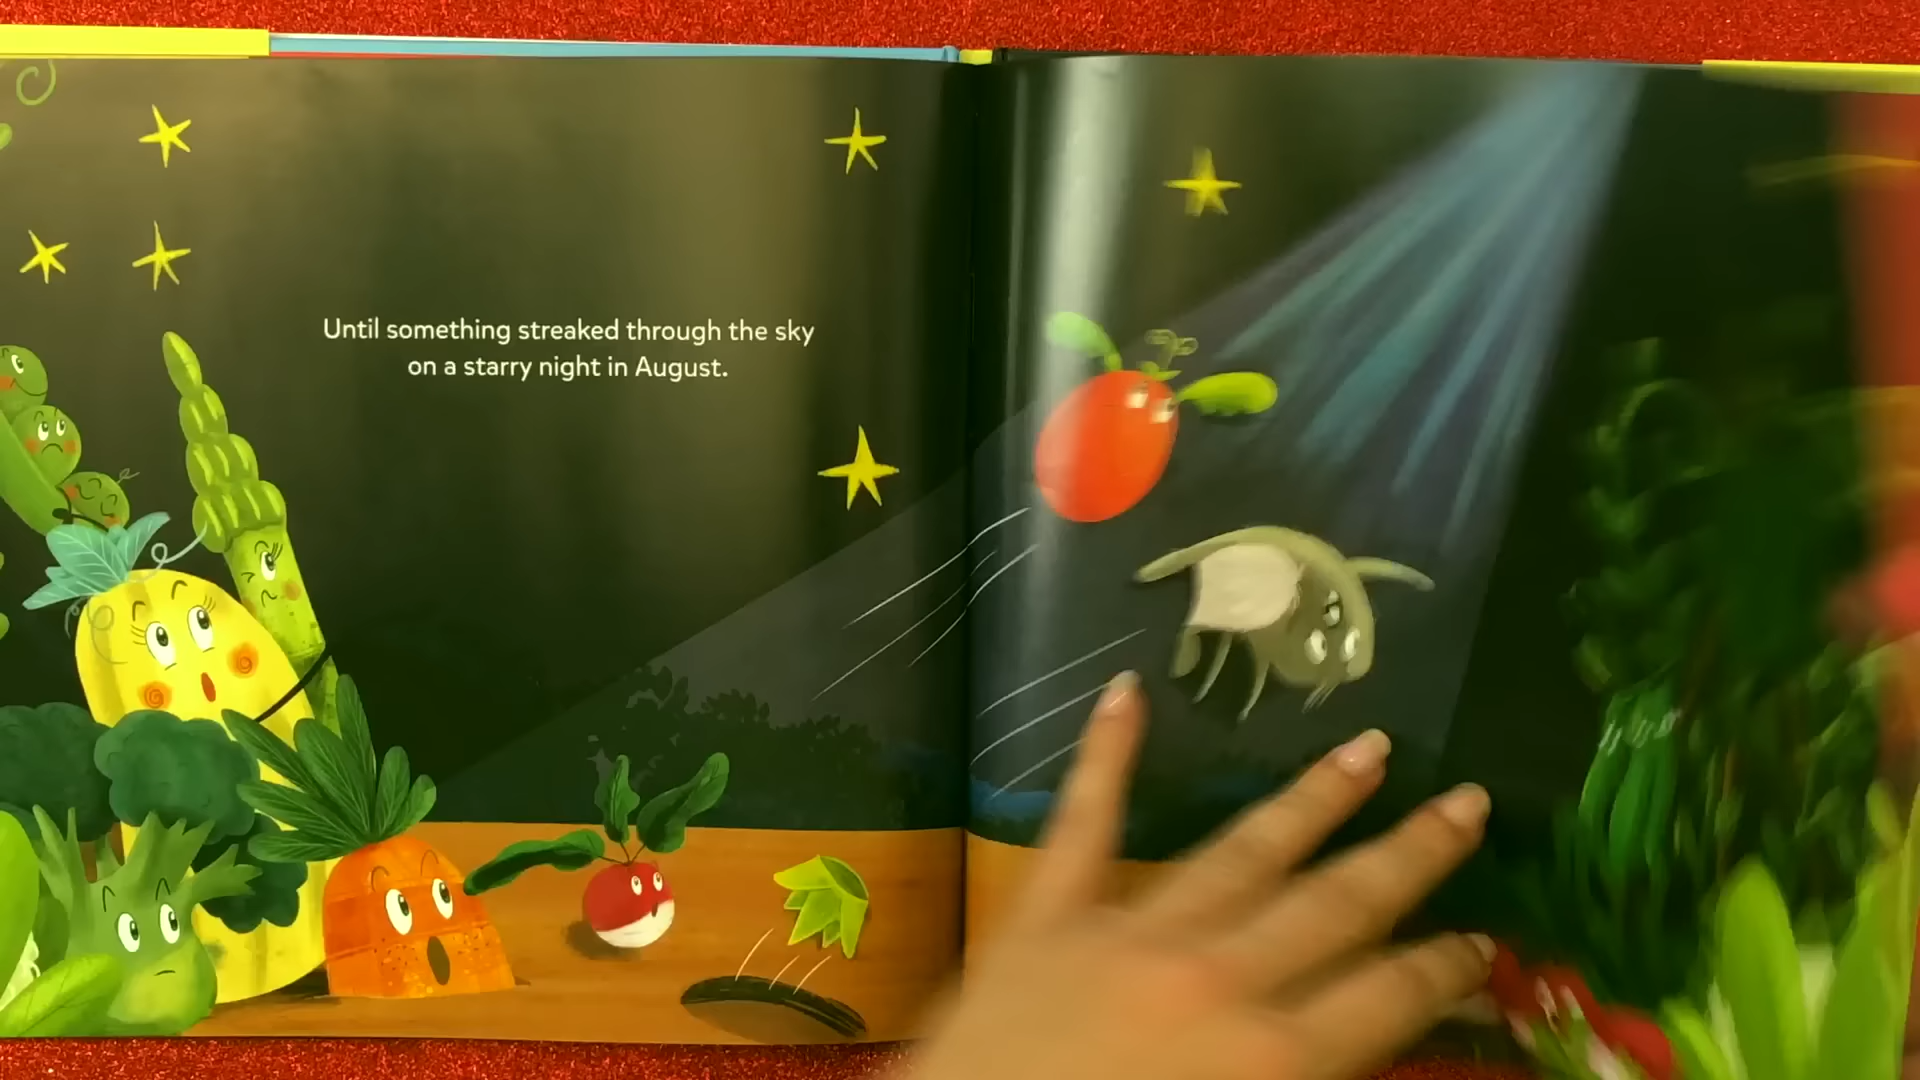 Until something streaked through the sky
on a starry night in August.